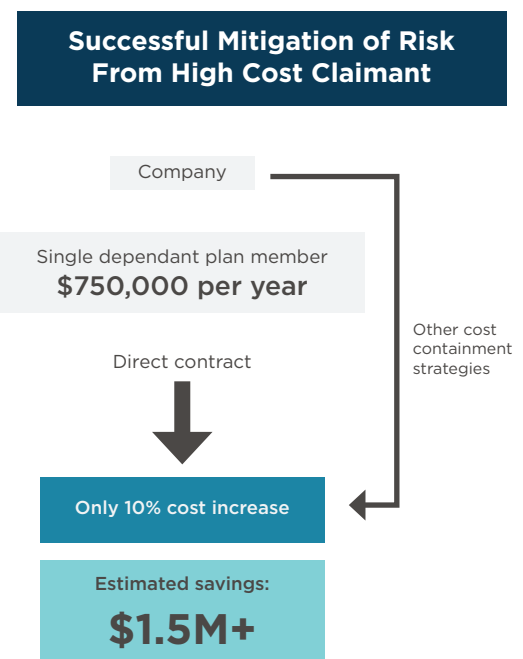 Successful Mitigation of Risk
From High Cost Claimant
Company
Single dependant plan member
$750,000 per year
Other cost
containment
strategies
Direct contract
Only 10% cost increase
Estimated savings:
$1.5M+